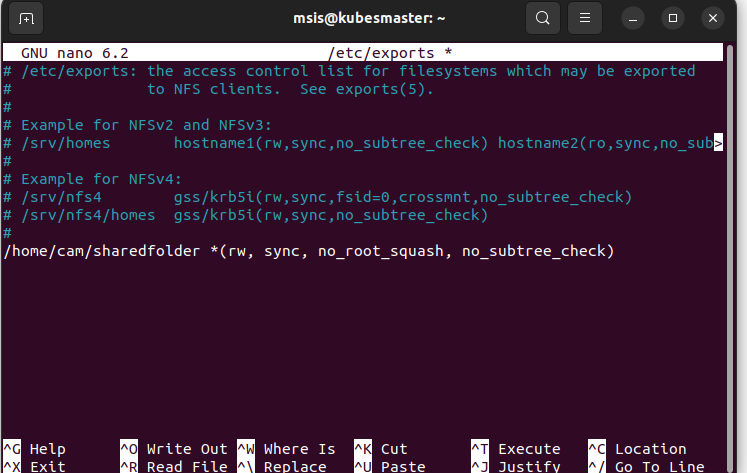 msis@kubesmaster: ~
GNU nano 6.2 /etc/exports *
# /etc/exports: the access control list for filesystems which may be exported
# to NFS clients. See exports(5).
#
# Example for NFSv2 and NFSv3:
# /srv/homes hostname1(rw,sync,no_subtree_check) hostname2(ro,sync,no_sub>
#
# Example for NFSv4:
# /srv/nfs4 gss/krb5i(rw,sync,fsid=0,crossmnt,no_subtree_check)
# /srv/nfs4/homes gss/krb5i(rw,sync,no_subtree_check)
#
/home/cam/sharedfolder *(rw, sync, no_root_squash, no_subtree_check)
^G Help ^O Write Out ^W Where Is ^K Cut ^T Execute ^C Location
^X Exit ^R Read File ^\ Replace ^U Paste ^J Justify ^/ Go To Line